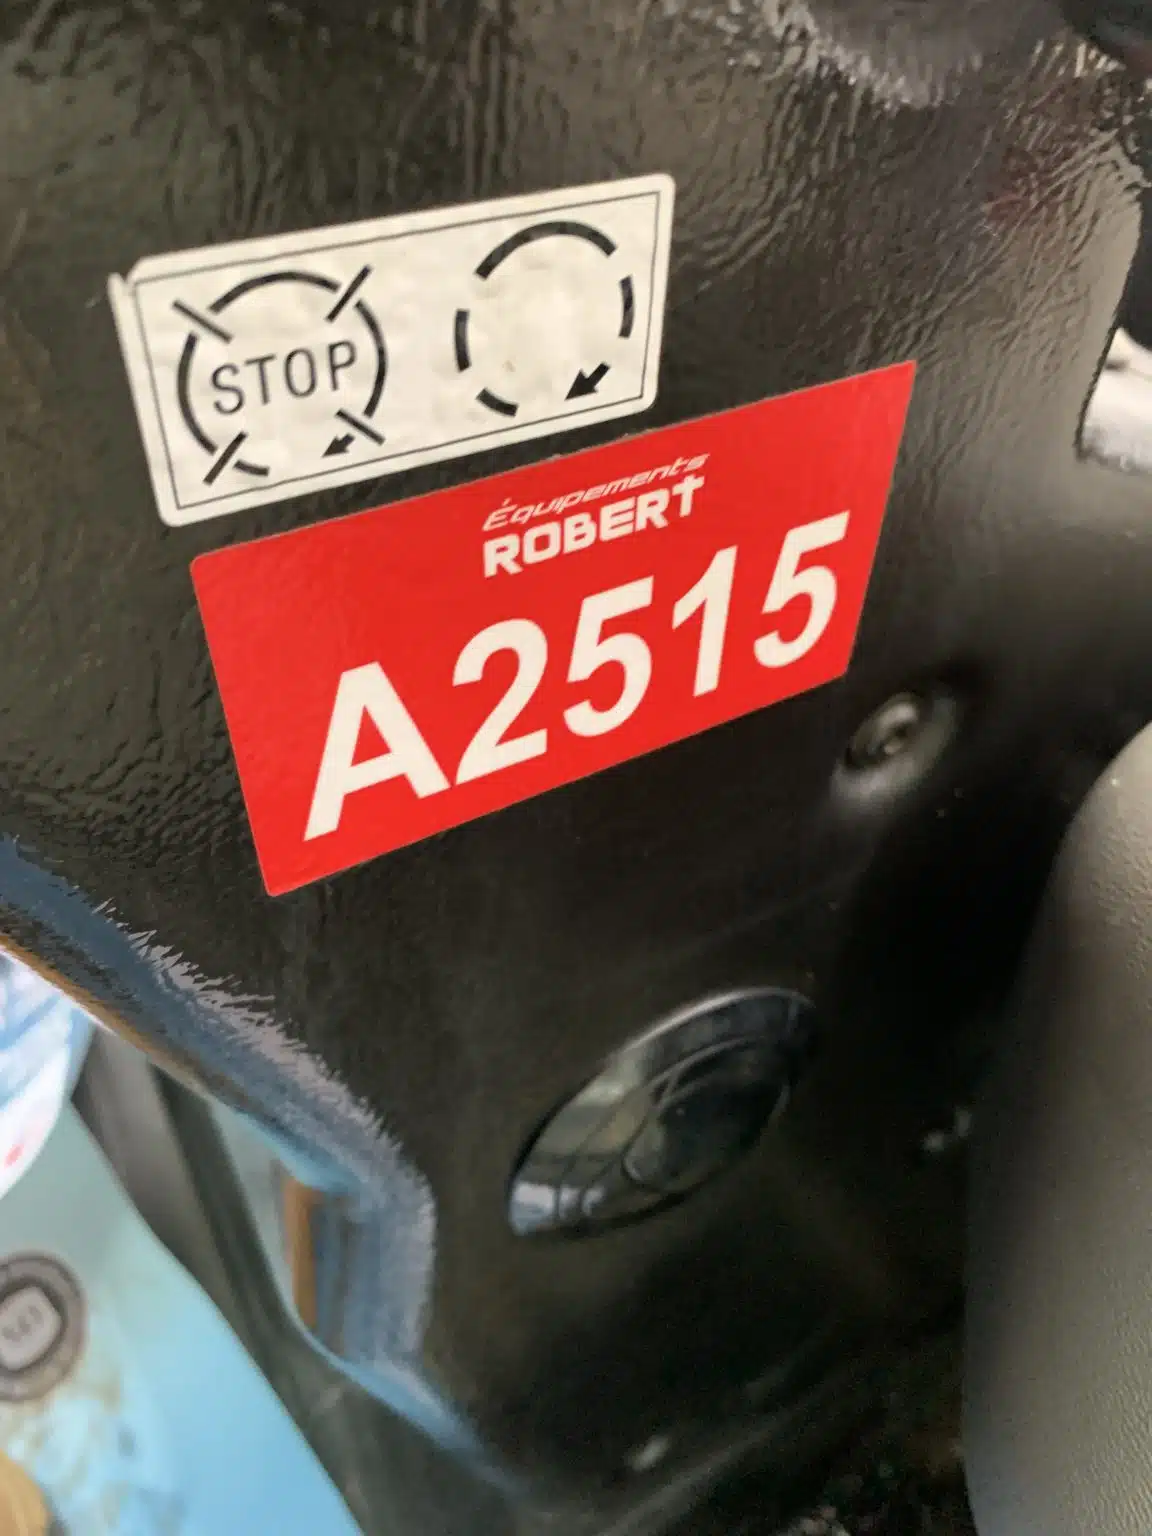 STOP
Équipements
ROBERT
A2515